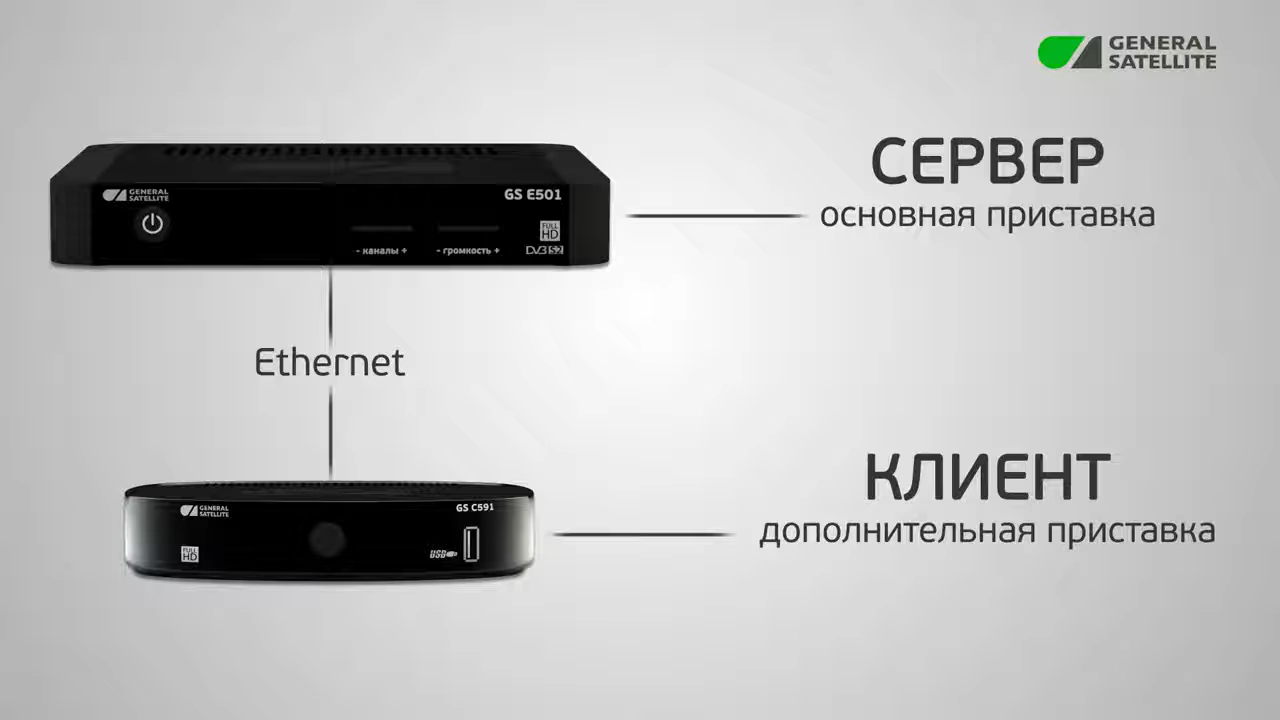 GENERAL
SATELLITE
СЕРВЕР
основная приставка
GENERAL
SATELLITE
GS E501
FULL
HD
- каналы +
- громкость +
DVB S2
Ethernet
КЛИЕНТ
дополнительная приставка
GENERAL
SATELLITE
GS C591
FULL
HD
USB